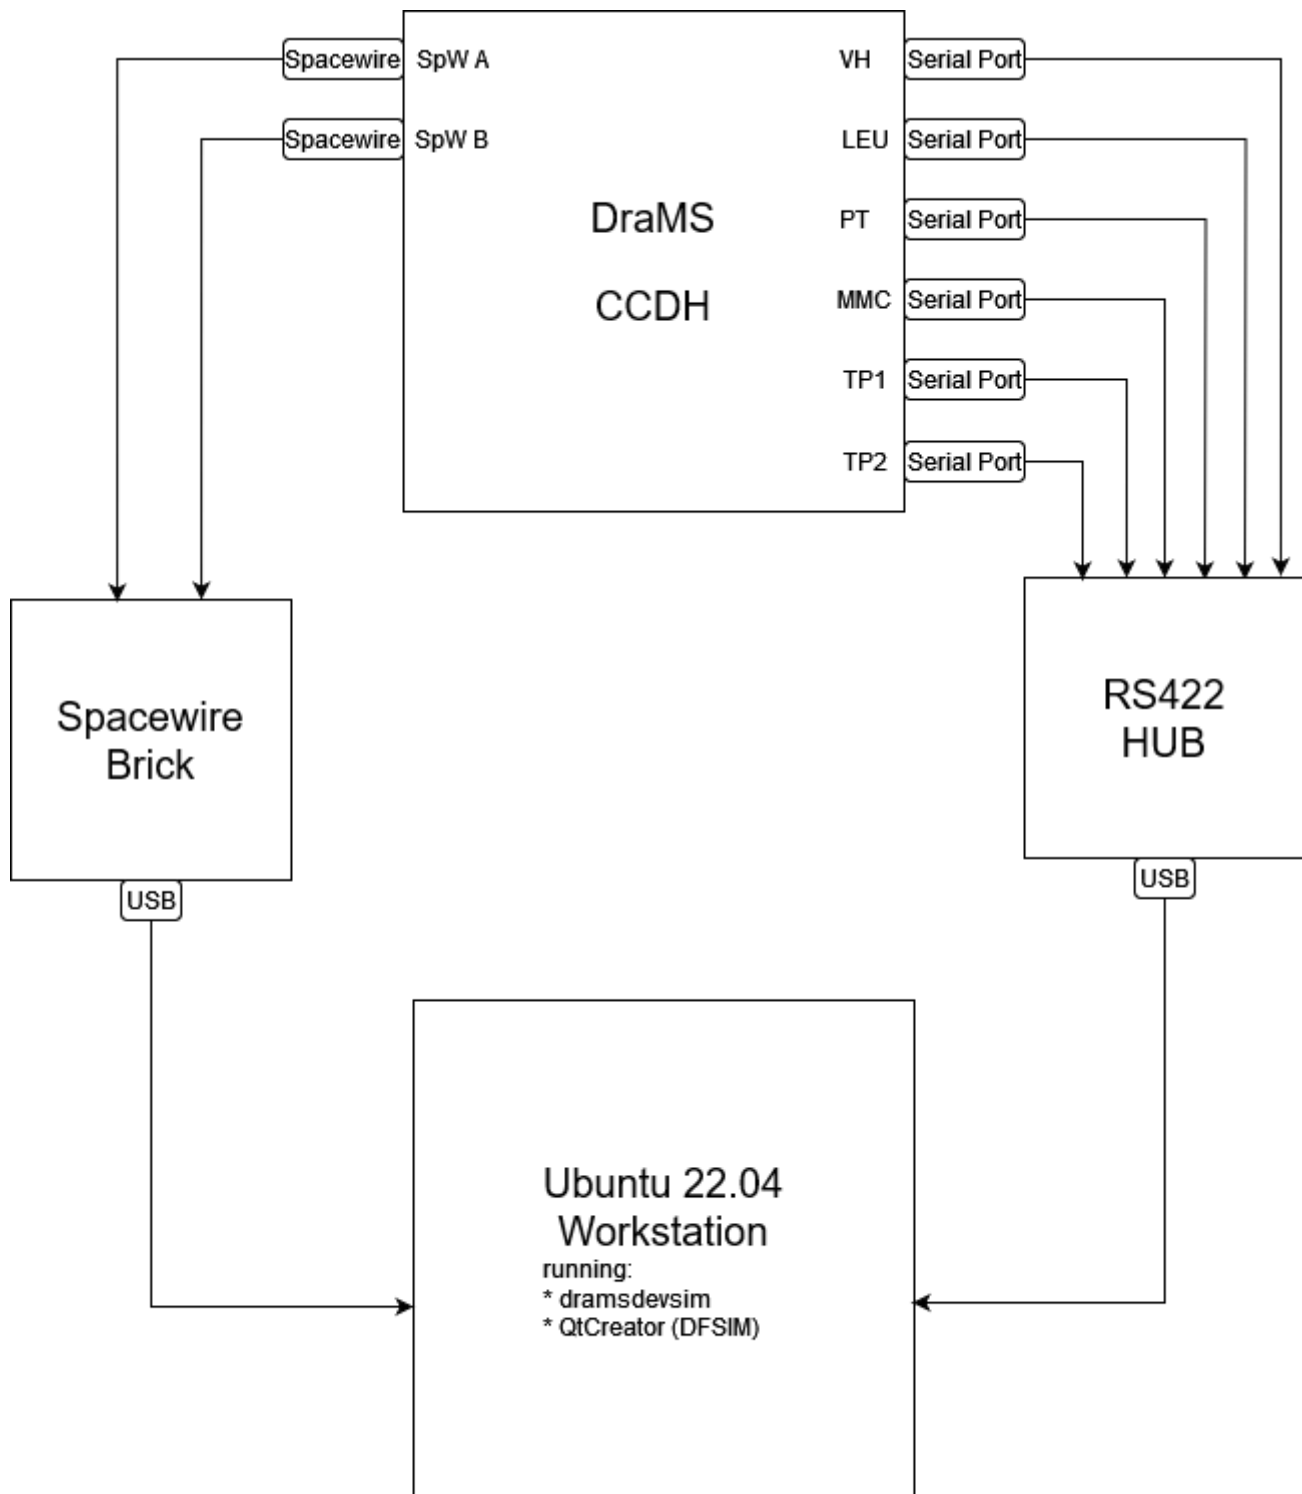 Spacewire SpW A
VH Serial Port
Spacewire SpW B
LEU Serial Port
DraMS
PT Serial Port
CCDH
MMC Serial Port
TP1 Serial Port
TP2 Serial Port
Spacewire
Brick
USB
RS422
HUB
USB
Ubuntu 22.04
Workstation
running:
* dramsdevsim
* QtCreator (DFSIM)